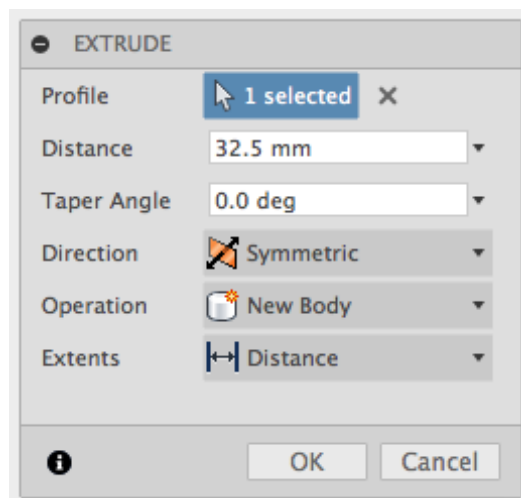 EXTRUDE
Profile 1 selected
Distance 32.5 mm
Taper Angle 0.0 deg
Direction Symmetric
Operation New Body
Extents Distance
OK Cancel